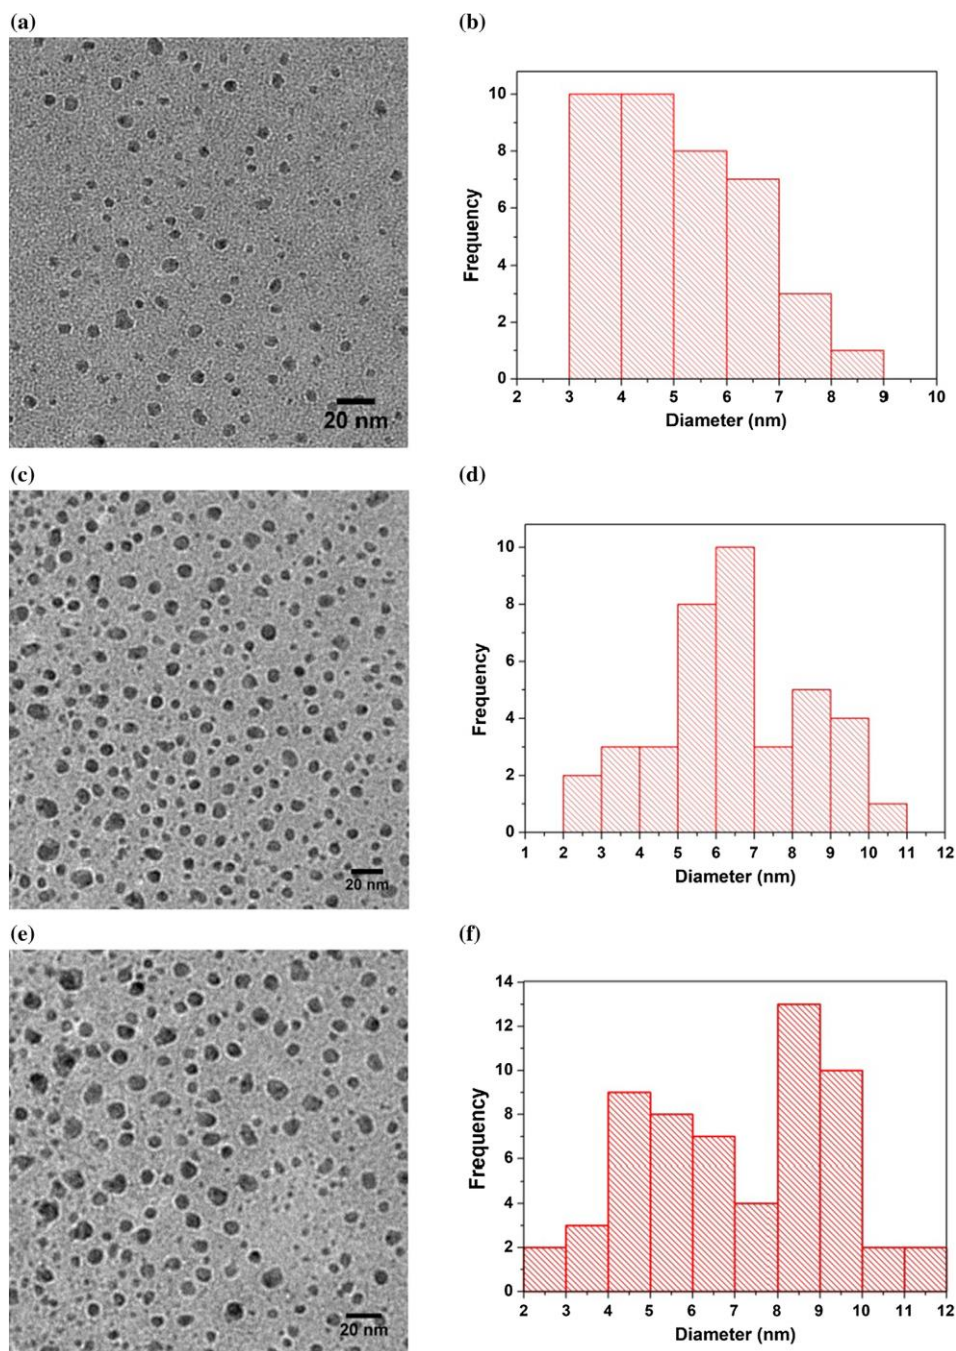 (a)
20 nm
(b)
10
8
6
4
2
0
Frequency
2 3 4 5 6 7 8 9 10
Diameter (nm)
(c)
20 nm
(d)
10
8
6
4
2
0
Frequency
1 2 3 4 5 6 7 8 9 10 11 12
Diameter (nm)
(e)
20 nm
(f)
14
12
10
8
6
4
2
0
Frequency
2 3 4 5 6 7 8 9 10 11 12
Diameter (nm)